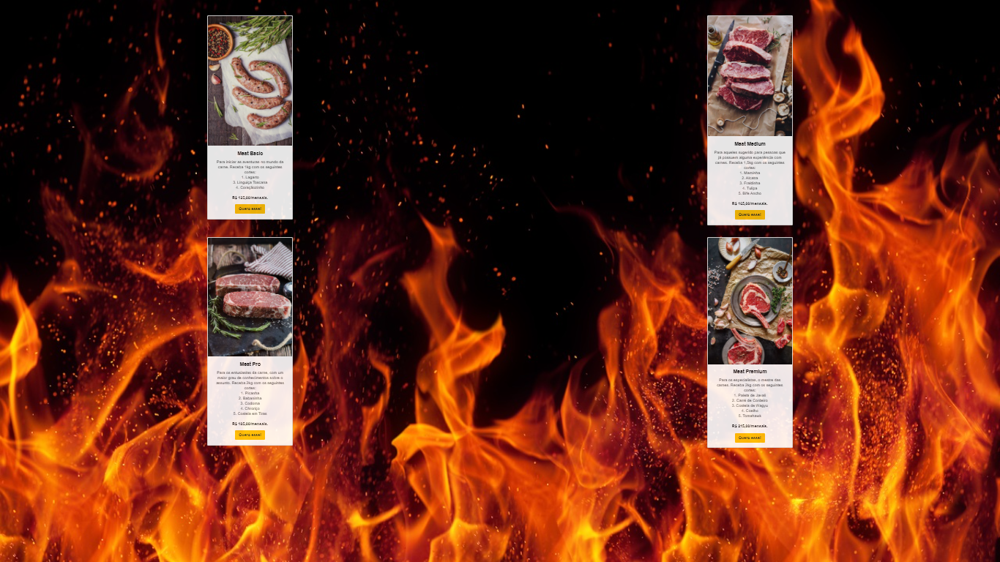 Meat Basic
Para iniciar as aventuras no mundo da
carne. Receba 1kg com os seguintes
cortes:
1. Lagarto
3. Linguiça Toscana
4. Coraçãozinho
R$ 125,00/mensais.
Quero esse!
Meat Medium
Para aqueles sugerido para pessoas que
já possuem alguma experiência com
carnes. Receba 1,5kg com os seguintes
cortes:
1. Maminha
2. Alcatra
3. Fraldinha
4. Tulipa
5. Bife Ancho
R$ 165,00/mensais.
Quero esse!
Meat Pro
Para os entusiastas da carne, com um
maior grau de conhecimentos sobre o
assunto. Receba 2kg com os seguintes
cortes:
1. Picanha
2. Babaninha
3. Codorna
4. Chroriço
5. Costela em Tiras
R$ 185,00/mensais.
Quero esse!
Meat Premium
Para os especialistas, o mestre das
carnes. Receba 2kg com os seguintes
cortes:
1. Paleta de Javali
2. Carré de Cordeiro
3. Costela de Wagyu
4. Coelho
5. Tomahawk
R$ 215,00/mensais.
Quero esse!